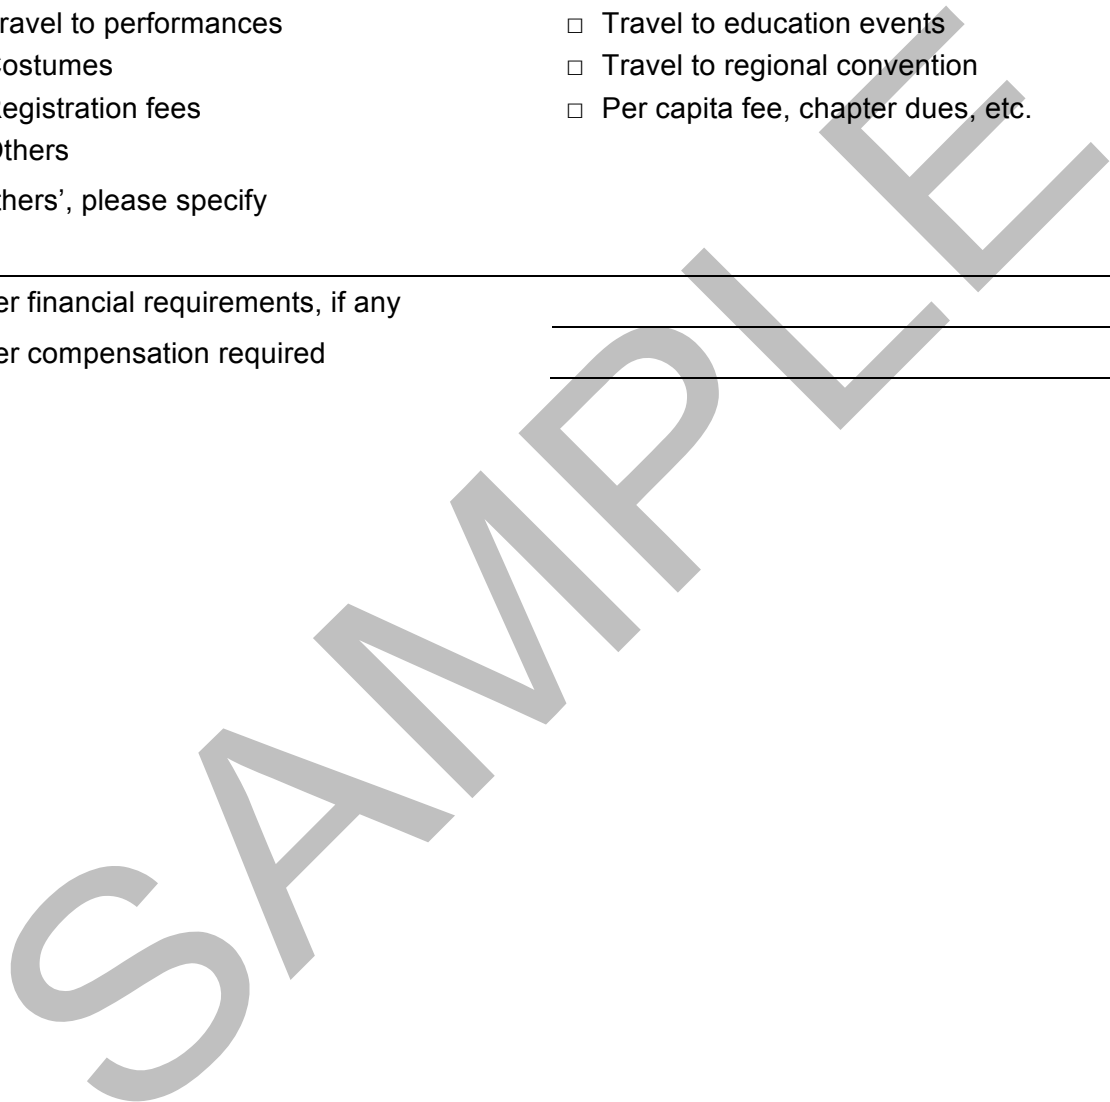 ravel to performances □ Travel to education events
ostumes □ Travel to regional convention
egistration fees □ Per capita fee, chapter dues, etc.
Others
thers’, please specify
er financial requirements, if any
er compensation required
SAMPLE